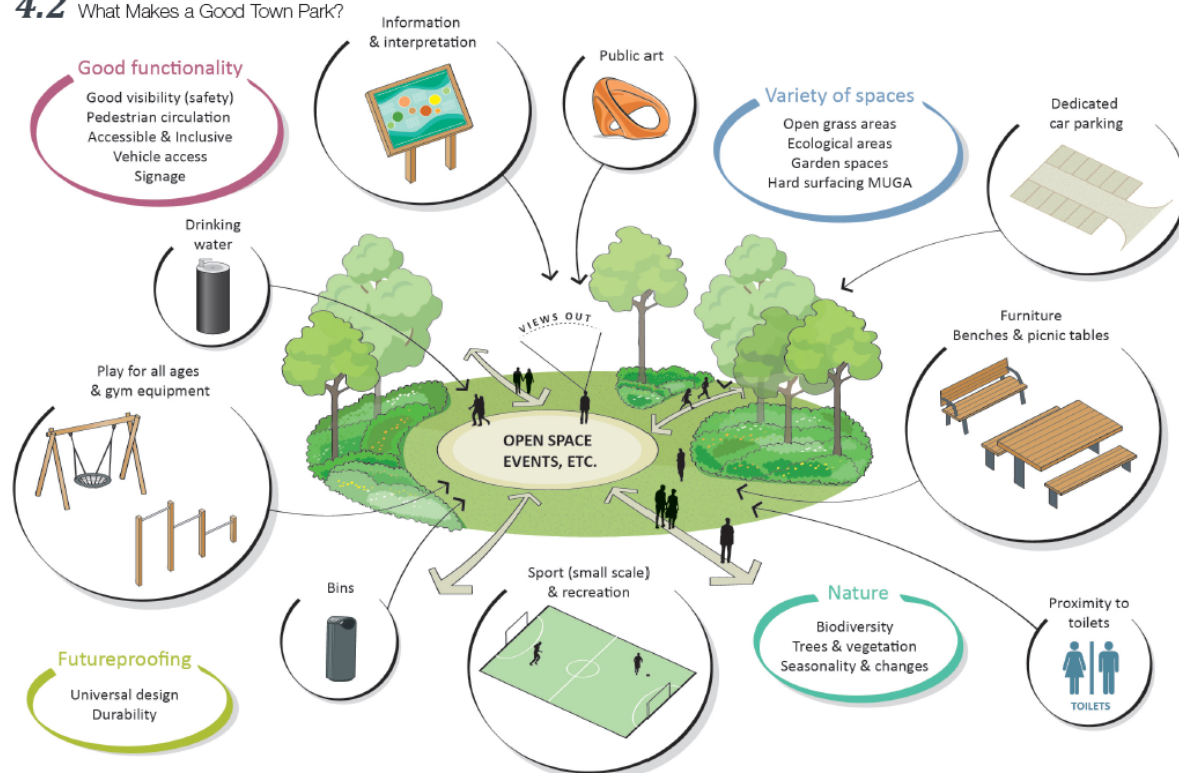 4.2 What Makes a Good Town Park?
Information
& interpretation
Public art
Good functionality
Good visibility (safety)
Pedestrian circulation
Accessible & Inclusive
Vehicle access
Signage
Variety of spaces
Open grass areas
Ecological areas
Garden spaces
Hard surfacing MUGA
Dedicated
car parking
Drinking
water
VIEWS OUT
Furniture
Benches & picnic tables
Play for all ages
& gym equipment
OPEN SPACE
EVENTS, ETC.
Bins
Sport (small scale)
& recreation
Nature
Biodiversity
Trees & vegetation
Seasonality & changes
Proximity to
toilets
TOILETS
Futureproofing
Universal design
Durability